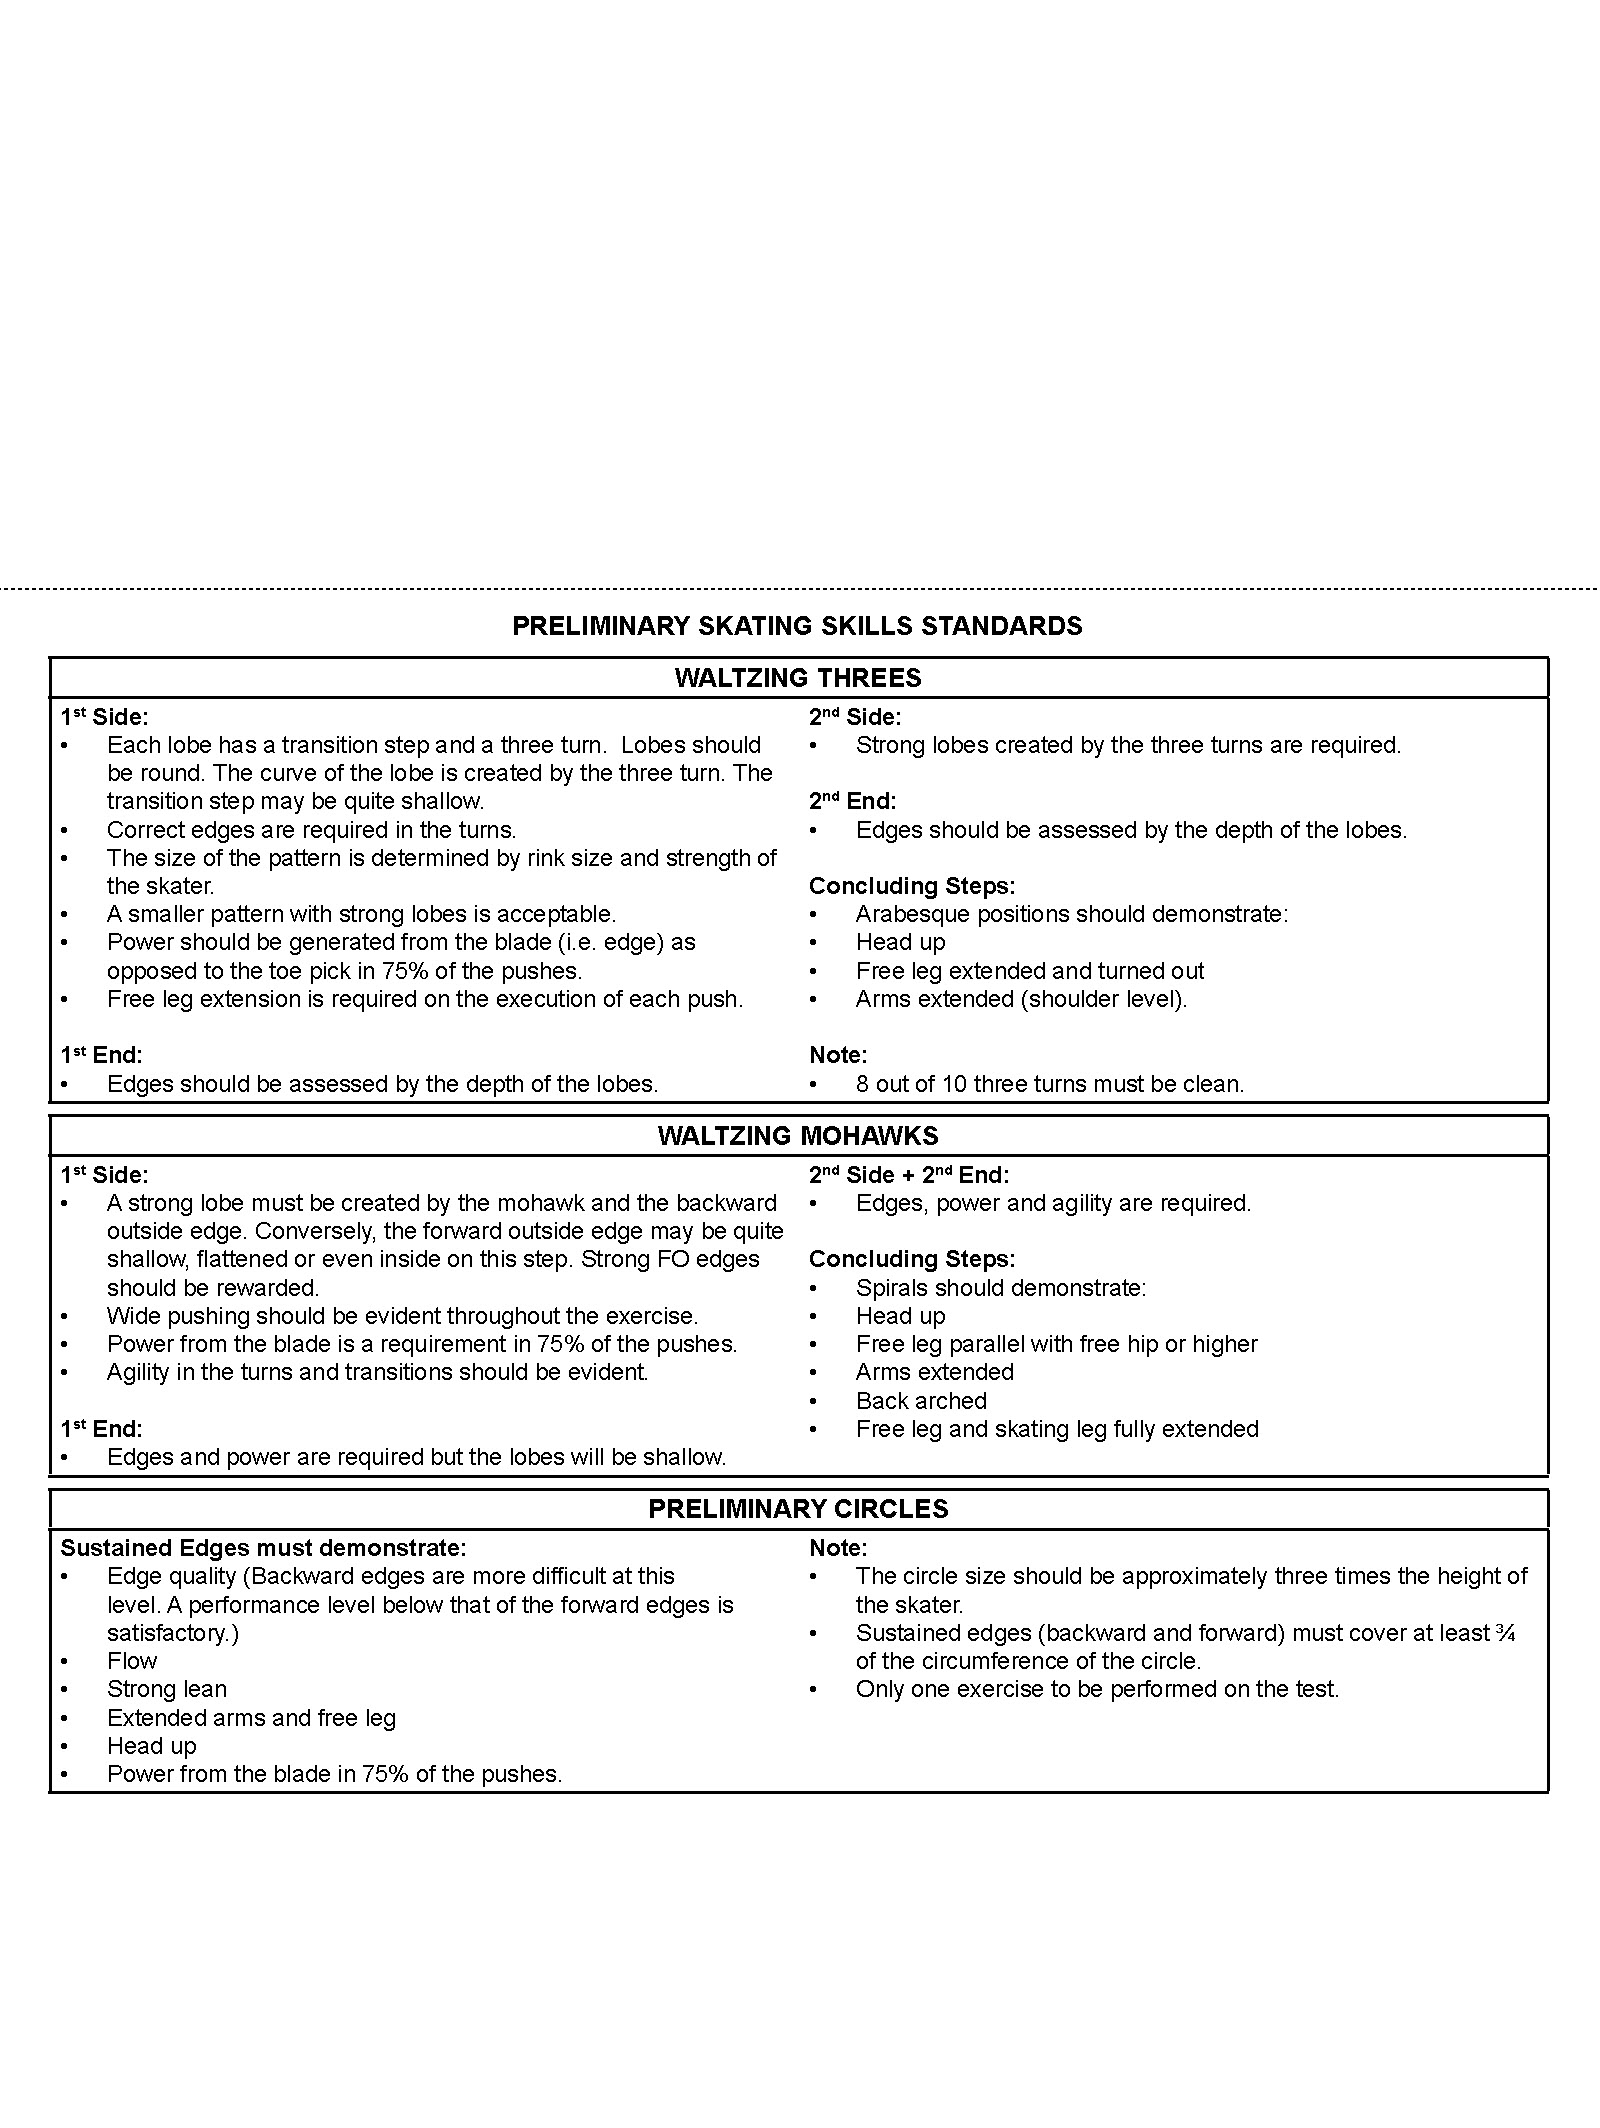 PRELIMINARY SKATING SKILLS STANDARDS
WALTZING THREES
1st Side:
• Each lobe has a transition step and a three turn.  Lobes should
be round. The curve of the lobe is created by the three turn. The
transition step may be quite shallow.
• Correct edges are required in the turns.
• The size of the pattern is determined by rink size and strength of
the skater.
• A smaller pattern with strong lobes is acceptable.
• Power should be generated from the blade (i.e. edge) as
opposed to the toe pick in 75% of the pushes.
• Free leg extension is required on the execution of each push.
1st End:
• Edges should be assessed by the depth of the lobes.
2nd Side:
• Strong lobes created by the three turns are required.
2nd End:
• Edges should be assessed by the depth of the lobes.
Concluding Steps:
• Arabesque positions should demonstrate:
• Head up
• Free leg extended and turned out
• Arms extended (shoulder level).
Note:
• 8 out of 10 three turns must be clean.
WALTZING MOHAWKS
1st Side:
• A strong lobe must be created by the mohawk and the backward
outside edge. Conversely, the forward outside edge may be quite
shallow, flattened or even inside on this step. Strong FO edges
should be rewarded.
• Wide pushing should be evident throughout the exercise.
• Power from the blade is a requirement in 75% of the pushes.
• Agility in the turns and transitions should be evident.
1st End:
• Edges and power are required but the lobes will be shallow.
2nd Side + 2nd End:
• Edges, power and agility are required.
Concluding Steps:
• Spirals should demonstrate:
• Head up
• Free leg parallel with free hip or higher
• Arms extended
• Back arched
• Free leg and skating leg fully extended
PRELIMINARY CIRCLES
Sustained Edges must demonstrate:
• Edge quality (Backward edges are more difficult at this
level. A performance level below that of the forward edges is
satisfactory.)
• Flow
• Strong lean
• Extended arms and free leg
• Head up
• Power from the blade in 75% of the pushes.
Note:
• The circle size should be approximately three times the height of
the skater.
• Sustained edges (backward and forward) must cover at least ¾
of the circumference of the circle.
• Only one exercise to be performed on the test.